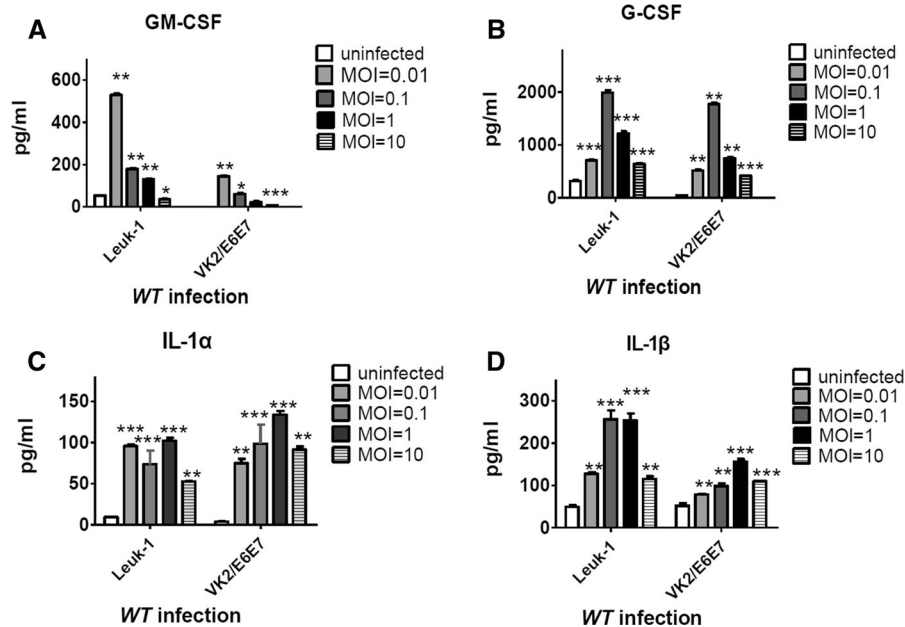 A
GM-CSF
pg/ml
600
400
200
0
** ** ** *
** * ***
Leuk-1
VK2/E6E7
WT infection
uninfected
MOI=0.01
MOI=0.1
MOI=1
MOI=10
B
G-CSF
pg/ml
2000
1000
0
*** *** *** ***
** ** ** ***
Leuk-1
VK2/E6E7
WT infection
uninfected
MOI=0.01
MOI=0.1
MOI=1
MOI=10
C
IL-1α
pg/ml
150
100
50
0
*** *** *** **
** *** *** **
Leuk-1
VK2/E6E7
WT infection
uninfected
MOI=0.01
MOI=0.1
MOI=1
MOI=10
D
IL-1β
pg/ml
300
200
100
0
** *** *** **
** ** *** ***
Leuk-1
VK2/E6E7
WT infection
uninfected
MOI=0.01
MOI=0.1
MOI=1
MOI=10